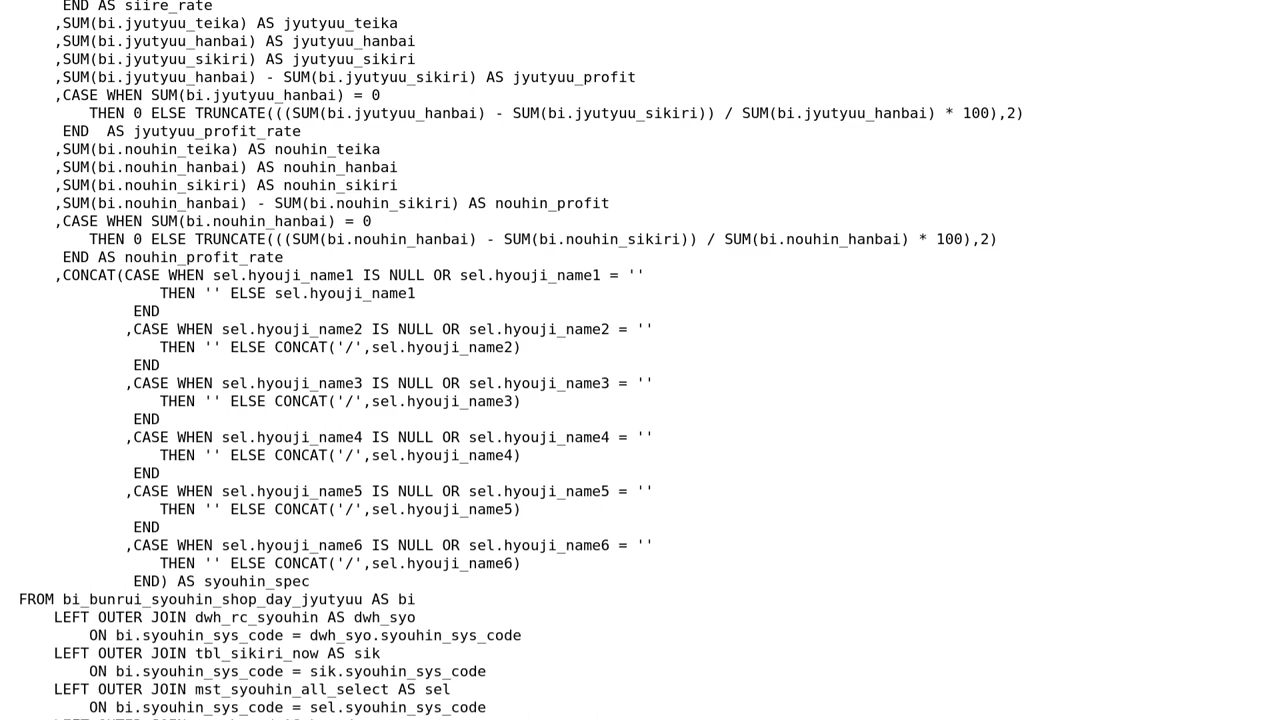 END AS siire_rate
,SUM(bi.jyutyuu_teika) AS jyutyuu_teika
,SUM(bi.jyutyuu_hanbai) AS jyutyuu_hanbai
,SUM(bi.jyutyuu_sikiri) AS jyutyuu_sikiri
,SUM(bi.jyutyuu_hanbai) - SUM(bi.jyutyuu_sikiri) AS jyutyuu_profit
,CASE WHEN SUM(bi.jyutyuu_hanbai) = 0
THEN 0 ELSE TRUNCATE(((SUM(bi.jyutyuu_hanbai) - SUM(bi.jyutyuu_sikiri)) / SUM(bi.jyutyuu_hanbai) * 100),2)
END  AS jyutyuu_profit_rate
,SUM(bi.nouhin_teika) AS nouhin_teika
,SUM(bi.nouhin_hanbai) AS nouhin_hanbai
,SUM(bi.nouhin_sikiri) AS nouhin_sikiri
,SUM(bi.nouhin_hanbai) - SUM(bi.nouhin_sikiri) AS nouhin_profit
,CASE WHEN SUM(bi.nouhin_hanbai) = 0
THEN 0 ELSE TRUNCATE(((SUM(bi.nouhin_hanbai) - SUM(bi.nouhin_sikiri)) / SUM(bi.nouhin_hanbai) * 100),2)
END AS nouhin_profit_rate
,CONCAT(CASE WHEN sel.hyouji_name1 IS NULL OR sel.hyouji_name1 = ''
THEN '' ELSE sel.hyouji_name1
END
,CASE WHEN sel.hyouji_name2 IS NULL OR sel.hyouji_name2 = ''
THEN '' ELSE CONCAT('/',sel.hyouji_name2)
END
,CASE WHEN sel.hyouji_name3 IS NULL OR sel.hyouji_name3 = ''
THEN '' ELSE CONCAT('/',sel.hyouji_name3)
END
,CASE WHEN sel.hyouji_name4 IS NULL OR sel.hyouji_name4 = ''
THEN '' ELSE CONCAT('/',sel.hyouji_name4)
END
,CASE WHEN sel.hyouji_name5 IS NULL OR sel.hyouji_name5 = ''
THEN '' ELSE CONCAT('/',sel.hyouji_name5)
END
,CASE WHEN sel.hyouji_name6 IS NULL OR sel.hyouji_name6 = ''
THEN '' ELSE CONCAT('/',sel.hyouji_name6)
END) AS syouhin_spec
FROM bi_bunrui_syouhin_shop_day_jyutyuu AS bi
LEFT OUTER JOIN dwh_rc_syouhin AS dwh_syo
ON bi.syouhin_sys_code = dwh_syo.syouhin_sys_code
LEFT OUTER JOIN tbl_sikiri_now AS sik
ON bi.syouhin_sys_code = sik.syouhin_sys_code
LEFT OUTER JOIN mst_syouhin_all_select AS sel
ON bi.syouhin_sys_code = sel.syouhin_sys_code